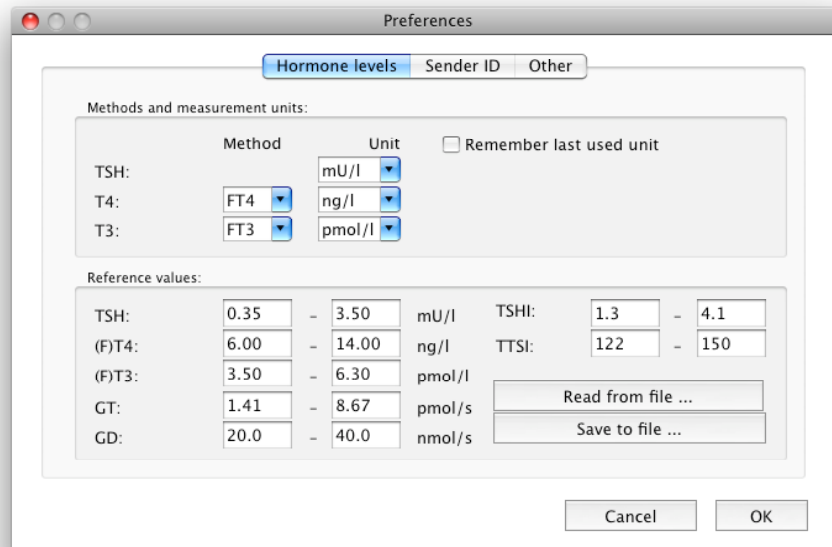 Preferences
Hormone levels Sender ID Other
Methods and measurement units:
Method Unit Remember last used unit
TSH: mU/l
T4: FT4 ng/l
T3: FT3 pmol/l
Reference values:
TSH: 0.35 – 3.50 mU/l TSHI: 1.3 – 4.1
(F)T4: 6.00 – 14.00 ng/l TTSI: 122 – 150
(F)T3: 3.50 – 6.30 pmol/l
Read from file ...
GT: 1.41 – 8.67 pmol/s
Save to file ...
GD: 20.0 – 40.0 nmol/s
Cancel OK